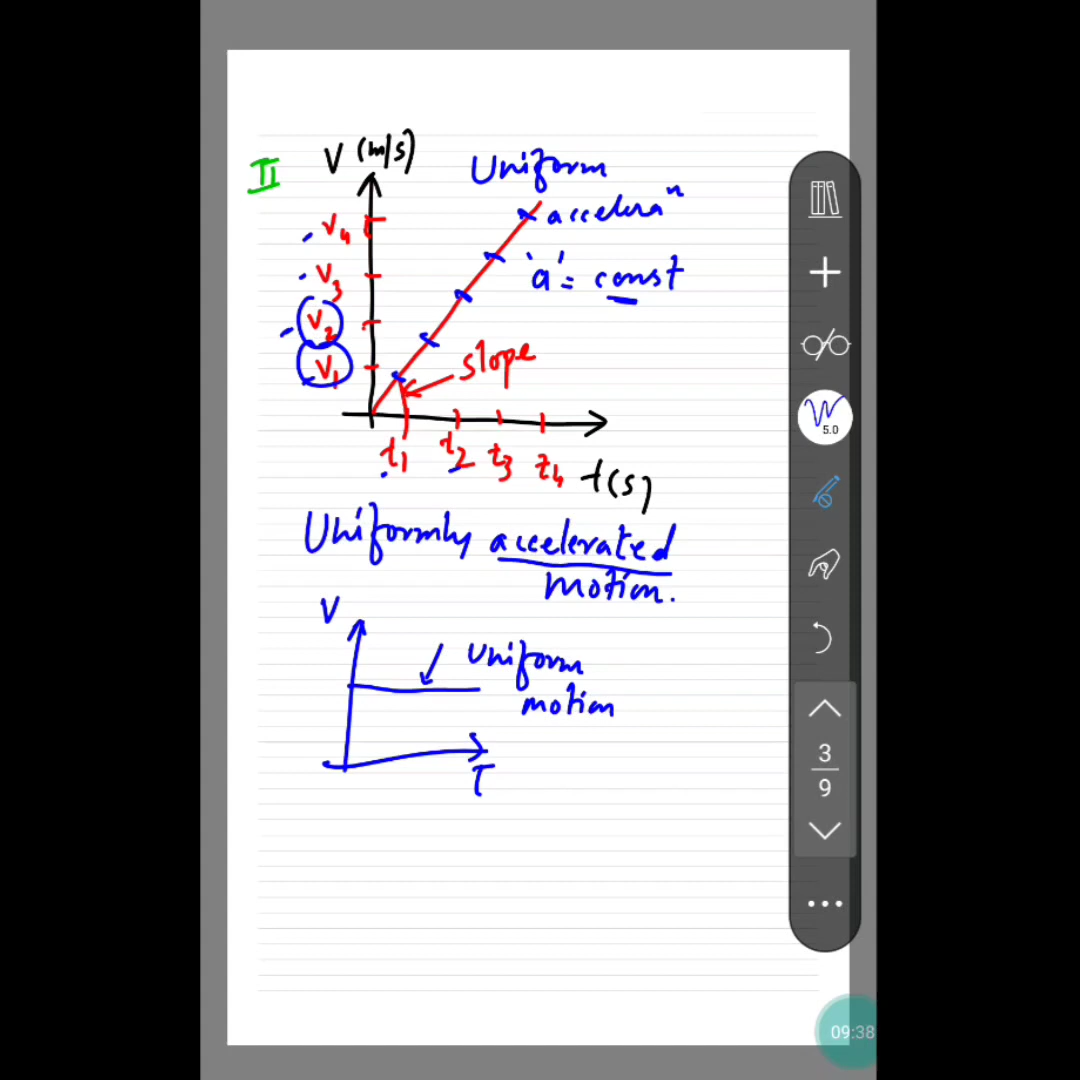 II
V (m/s)
Uniform
acceleraⁿ
'a' = const
V4
V3
V2
V1
slope
t1 t2 t3 t4
t(s)
Uniformly accelerated
motion.
V
Uniform
motion
T
5.0
3
9
09:38